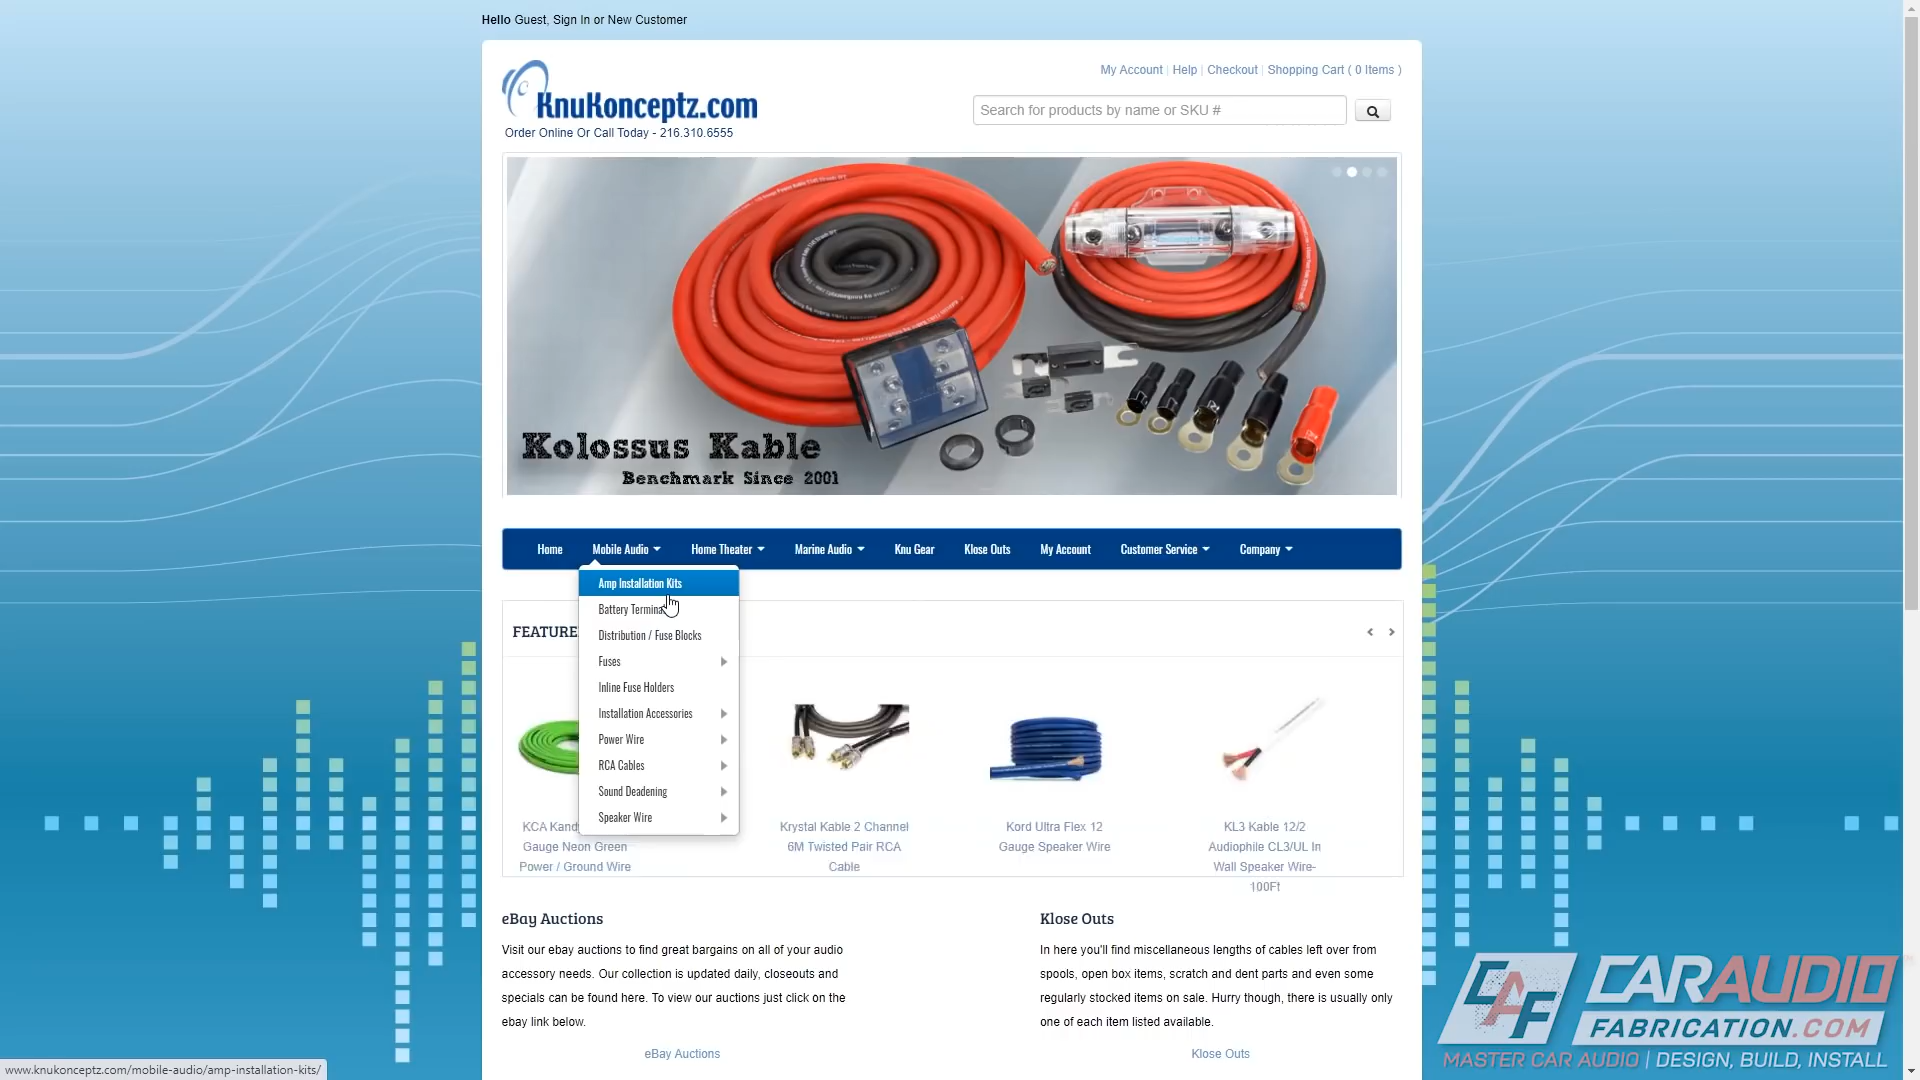 Hello Guest, Sign In or New Customer
My Account | Help | Checkout | Shopping Cart ( 0 Items )
KnuKonceptz.com
Search for products by name or SKU #
Order Online Or Call Today - 216.310.6555
Kolossus Kable
Benchmark Since 2001
Home
Mobile Audio
Home Theater
Marine Audio
Knu Gear
Klose Outs
My Account
Customer Service
Company
Amp Installation Kits
Battery Termina
Distribution / Fuse Blocks
Fuses
Inline Fuse Holders
Installation Accessories
Power Wire
RCA Cables
Sound Deadening
Speaker Wire
FEATURE
KCA Kan
Gauge Neon Green
Power / Ground Wire
Krystal Kable 2 Channel
6M Twisted Pair RCA
Cable
Kord Ultra Flex 12
Gauge Speaker Wire
KL3 Kable 12/2
Audiophile CL3/UL In
Wall Speaker Wire-
100Ft
eBay Auctions
Visit our ebay auctions to find great bargains on all of your audio
accessory needs. Our collection is updated daily, closeouts and
specials can be found here. To view our auctions just click on the
ebay link below.
eBay Auctions
Klose Outs
In here you'll find miscellaneous lengths of cables left over from
spools, open box items, scratch and dent parts and even some
regularly stocked items on sale. Hurry though, there is usually only
one of each item listed available.
Klose Outs
CAF
CARAUDIO
FABRICATION.COM
MASTER CAR AUDIO | DESIGN, BUILD, INSTALL
www.knukonceptz.com/mobile-audio/amp-installation-kits/